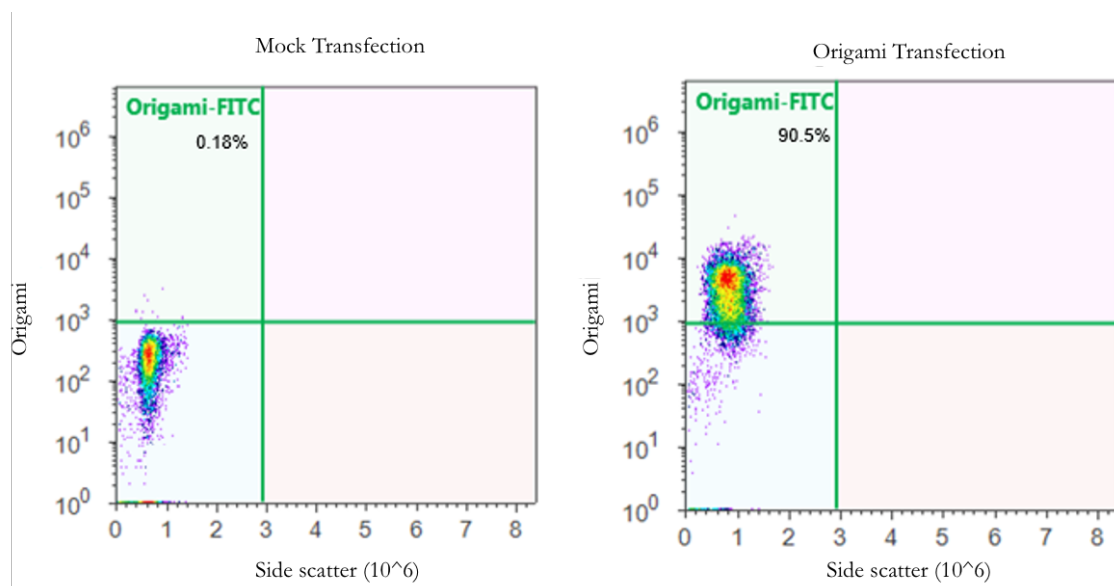 Mock Transfection
Origami-FITC
0.18%
10^6
10^5
10^4
10^3
10^2
10^1
10^0
Origami
0 1 2 3 4 5 6 7 8
Side scatter (10^6)
Origami Transfection
Origami-FITC
90.5%
10^6
10^5
10^4
10^3
10^2
10^1
10^0
Origami
0 1 2 3 4 5 6 7 8
Side scatter (10^6)